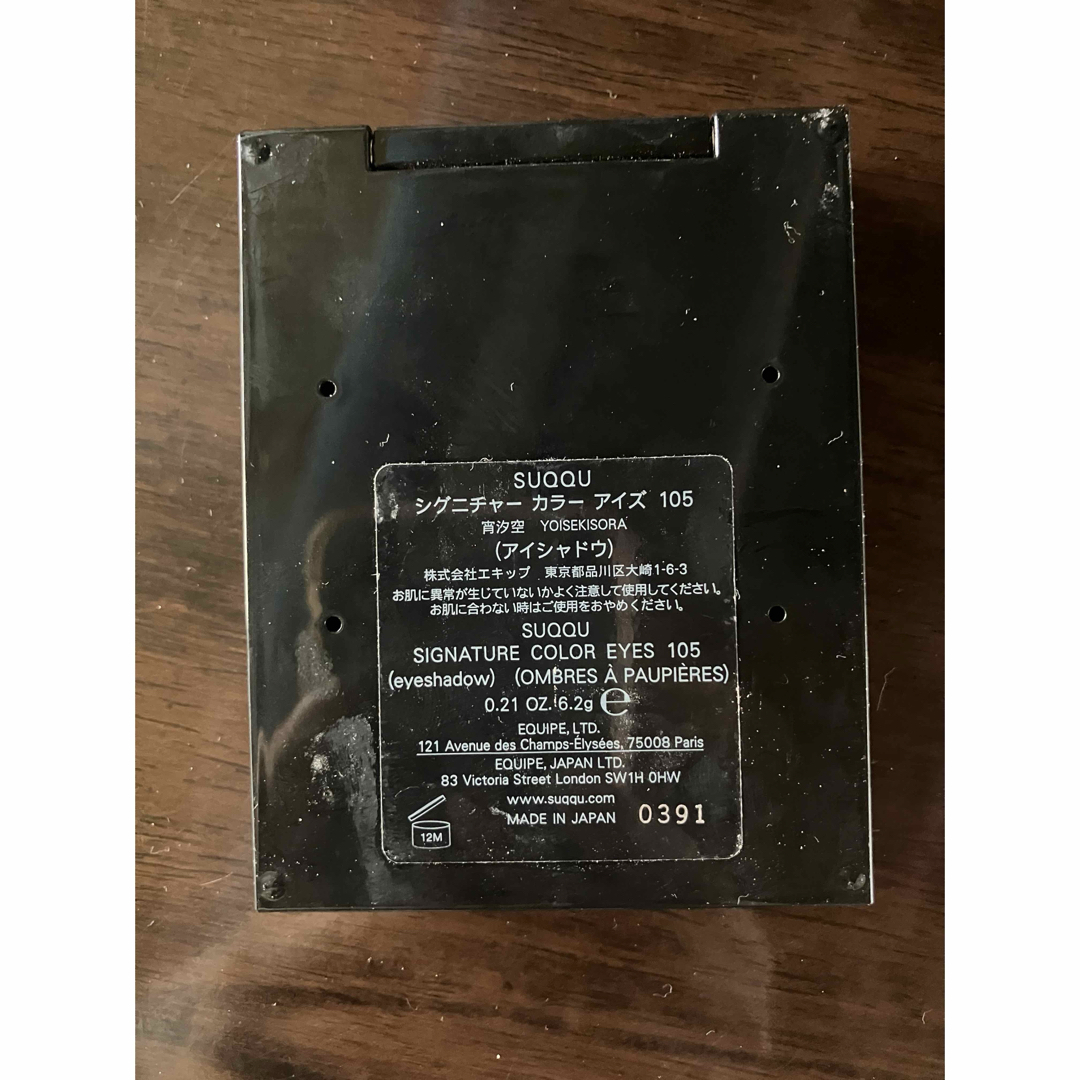 SUQQU
シグニチャー カラー アイズ 105
宵汐空 YOISEKISORA
（アイシャドウ）
株式会社エキップ 東京都品川区大崎1-6-3
お肌に異常が生じていないかよく注意して使用してください。
お肌に合わない時はご使用をおやめください。
SUQQU
SIGNATURE COLOR EYES 105
(eyeshadow) (OMBRES À PAUPIÈRES)
0.21 OZ. 6.2g ℮
EQUIPE, LTD.
121 Avenue des Champs-Élysées, 75008 Paris
EQUIPE, JAPAN LTD.
83 Victoria Street London SW1H 0HW
www.suqqu.com
MADE IN JAPAN 0391
12M